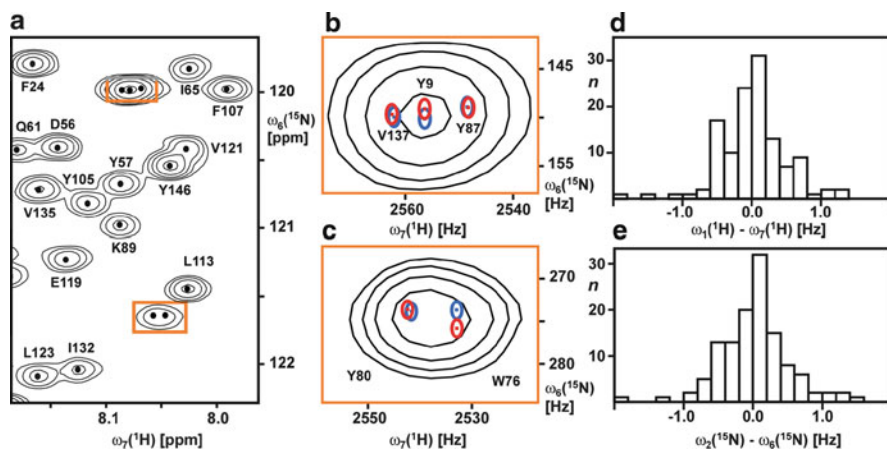 a
F24
I65
F107
Q61 D56
Y57
V121
Y105
Y146
V135
K89
L113
E119
L123
I132
120
ω₆(¹⁵N)
[ppm]
121
122
8.1
8.0
ω₇(¹H) [ppm]
b
Y9
V137
Y87
145
155
ω₆(¹⁵N)
[Hz]
2560
2540
ω₇(¹H) [Hz]
c
Y80
W76
270
280
ω₆(¹⁵N)
[Hz]
2550
2530
ω₇(¹H) [Hz]
d
30
n
20
10
-1.0 0.0 1.0
ω₁(¹H) - ω₇(¹H) [Hz]
e
30
n
20
10
-1.0 0.0 1.0
ω₂(¹⁵N) - ω₆(¹⁵N) [Hz]